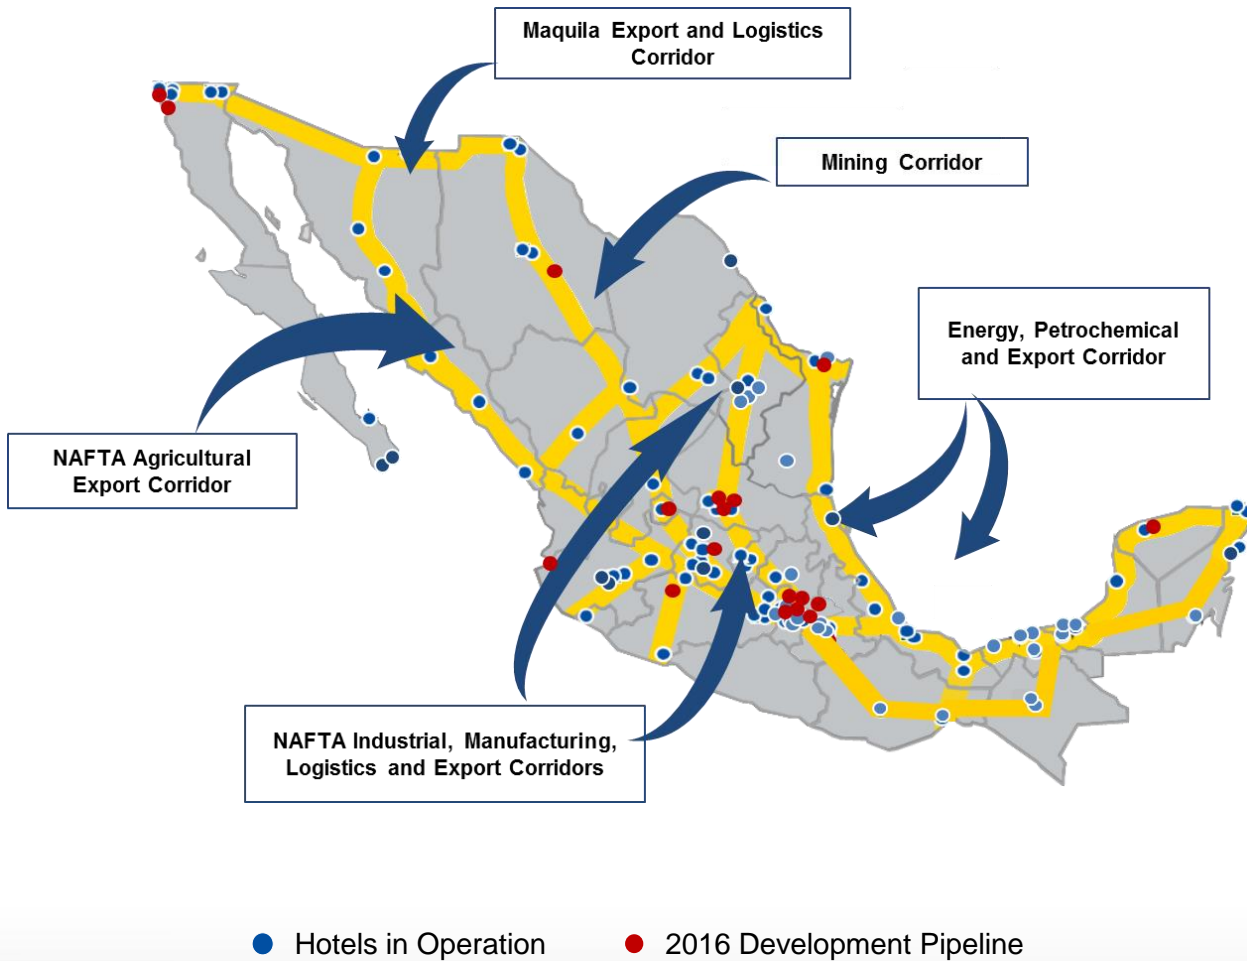 Maquila Export and Logistics
Corridor
Mining Corridor
Energy, Petrochemical
and Export Corridor
NAFTA Agricultural
Export Corridor
NAFTA Industrial, Manufacturing,
Logistics and Export Corridors
Hotels in Operation
2016 Development Pipeline